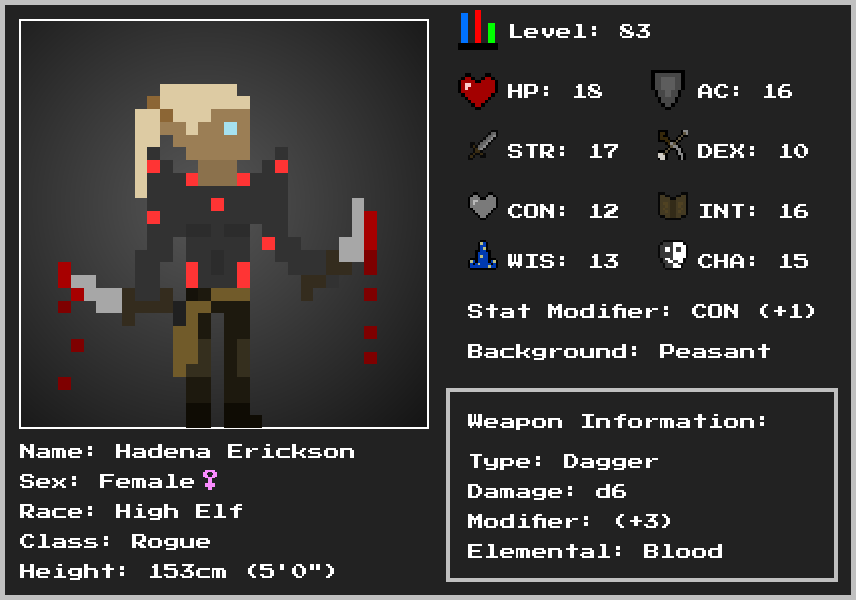 Level: 83
HP: 18
AC: 16
STR: 17
DEX: 10
CON: 12
INT: 16
WIS: 13
CHA: 15
Stat Modifier: CON (+1)
Background: Peasant
Weapon Information:
Type: Dagger
Damage: d6
Modifier: (+3)
Elemental: Blood
Name: Hadena Erickson
Sex: Female♀
Race: High Elf
Class: Rogue
Height: 153cm (5'0")